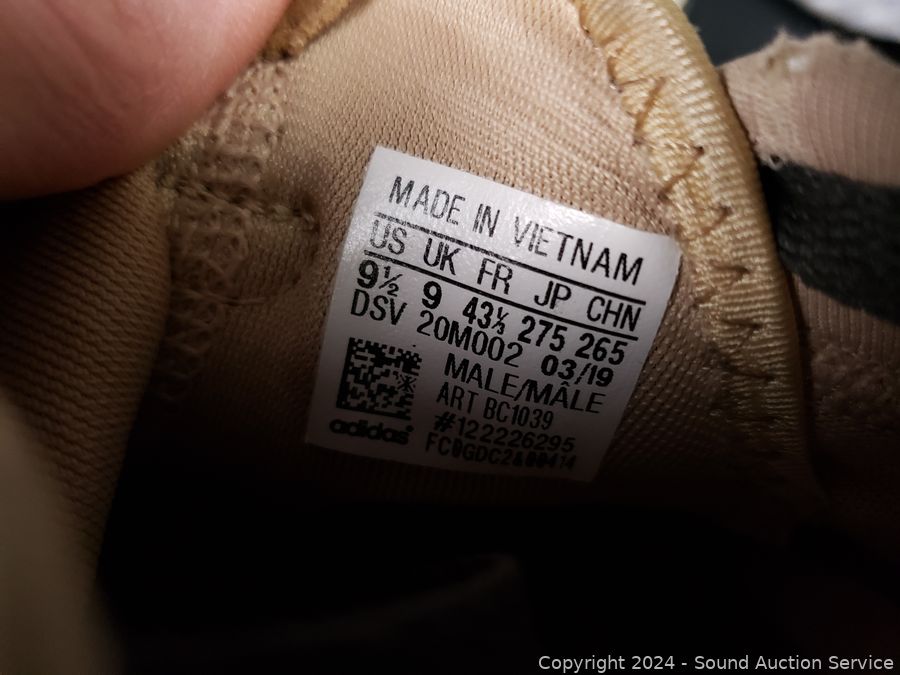 MADE IN VIETNAM
US UK FR JP CHN
9½ 9 43⅓ 275 265
DSV 20M002 03/19
MALE/MÂLE
ART BC1039
#122226295
adidas
Copyright 2024 - Sound Auction Service